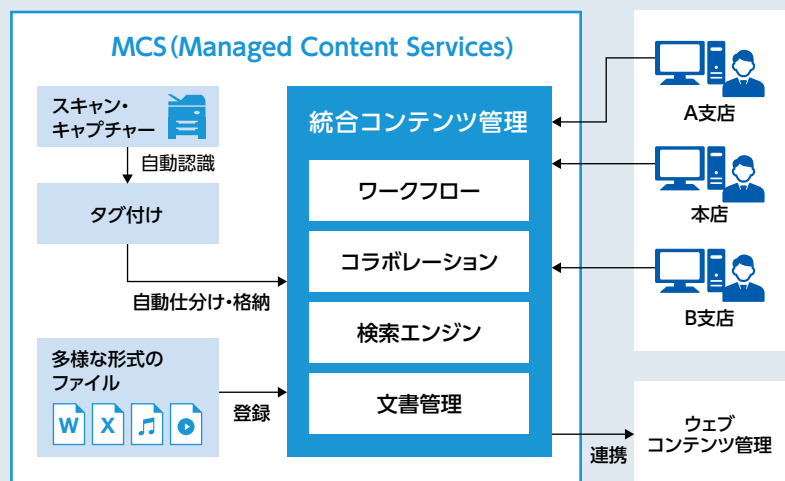 MCS(Managed Content Services)
スキャン・
キャプチャー
自動認識
タグ付け
自動仕分け・格納
多様な形式の
ファイル
W X
登録
統合コンテンツ管理
ワークフロー
コラボレーション
検索エンジン
文書管理
A支店
本店
B支店
連携
ウェブ
コンテンツ管理